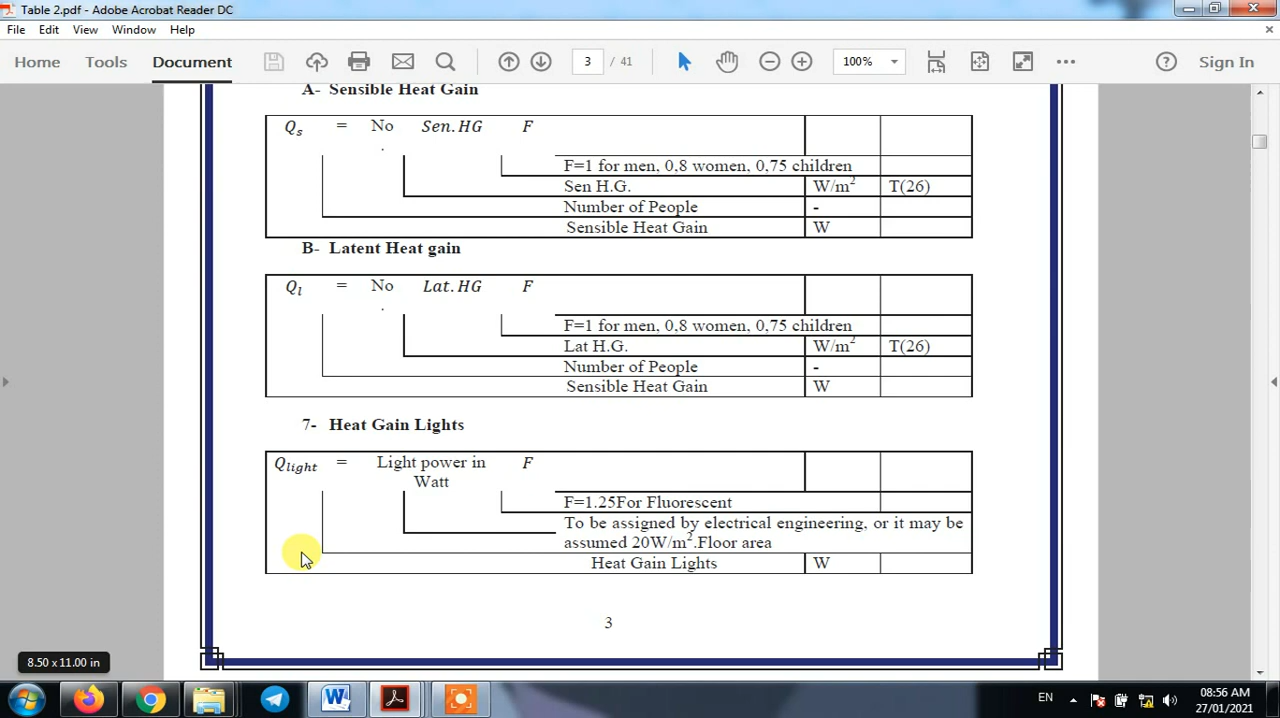 Table 2.pdf - Adobe Acrobat Reader DC
File Edit View Window Help
Home Tools Document 3 / 41 100% Sign In
A- Sensible Heat Gain
Qs = No. Sen.HG F
F=1 for men, 0,8 women, 0,75 children
Sen H.G. W/m2 T(26)
Number of People -
Sensible Heat Gain W
B- Latent Heat gain
Ql = No. Lat.HG F
F=1 for men, 0,8 women, 0,75 children
Lat H.G. W/m2 T(26)
Number of People -
Sensible Heat Gain W
7- Heat Gain Lights
Qlight = Light power in F
Watt
F=1.25For Fluorescent
To be assigned by electrical engineering, or it may be
assumed 20W/m2.Floor area
Heat Gain Lights W
3
8.50 x 11.00 in
EN 08:56 AM
27/01/2021